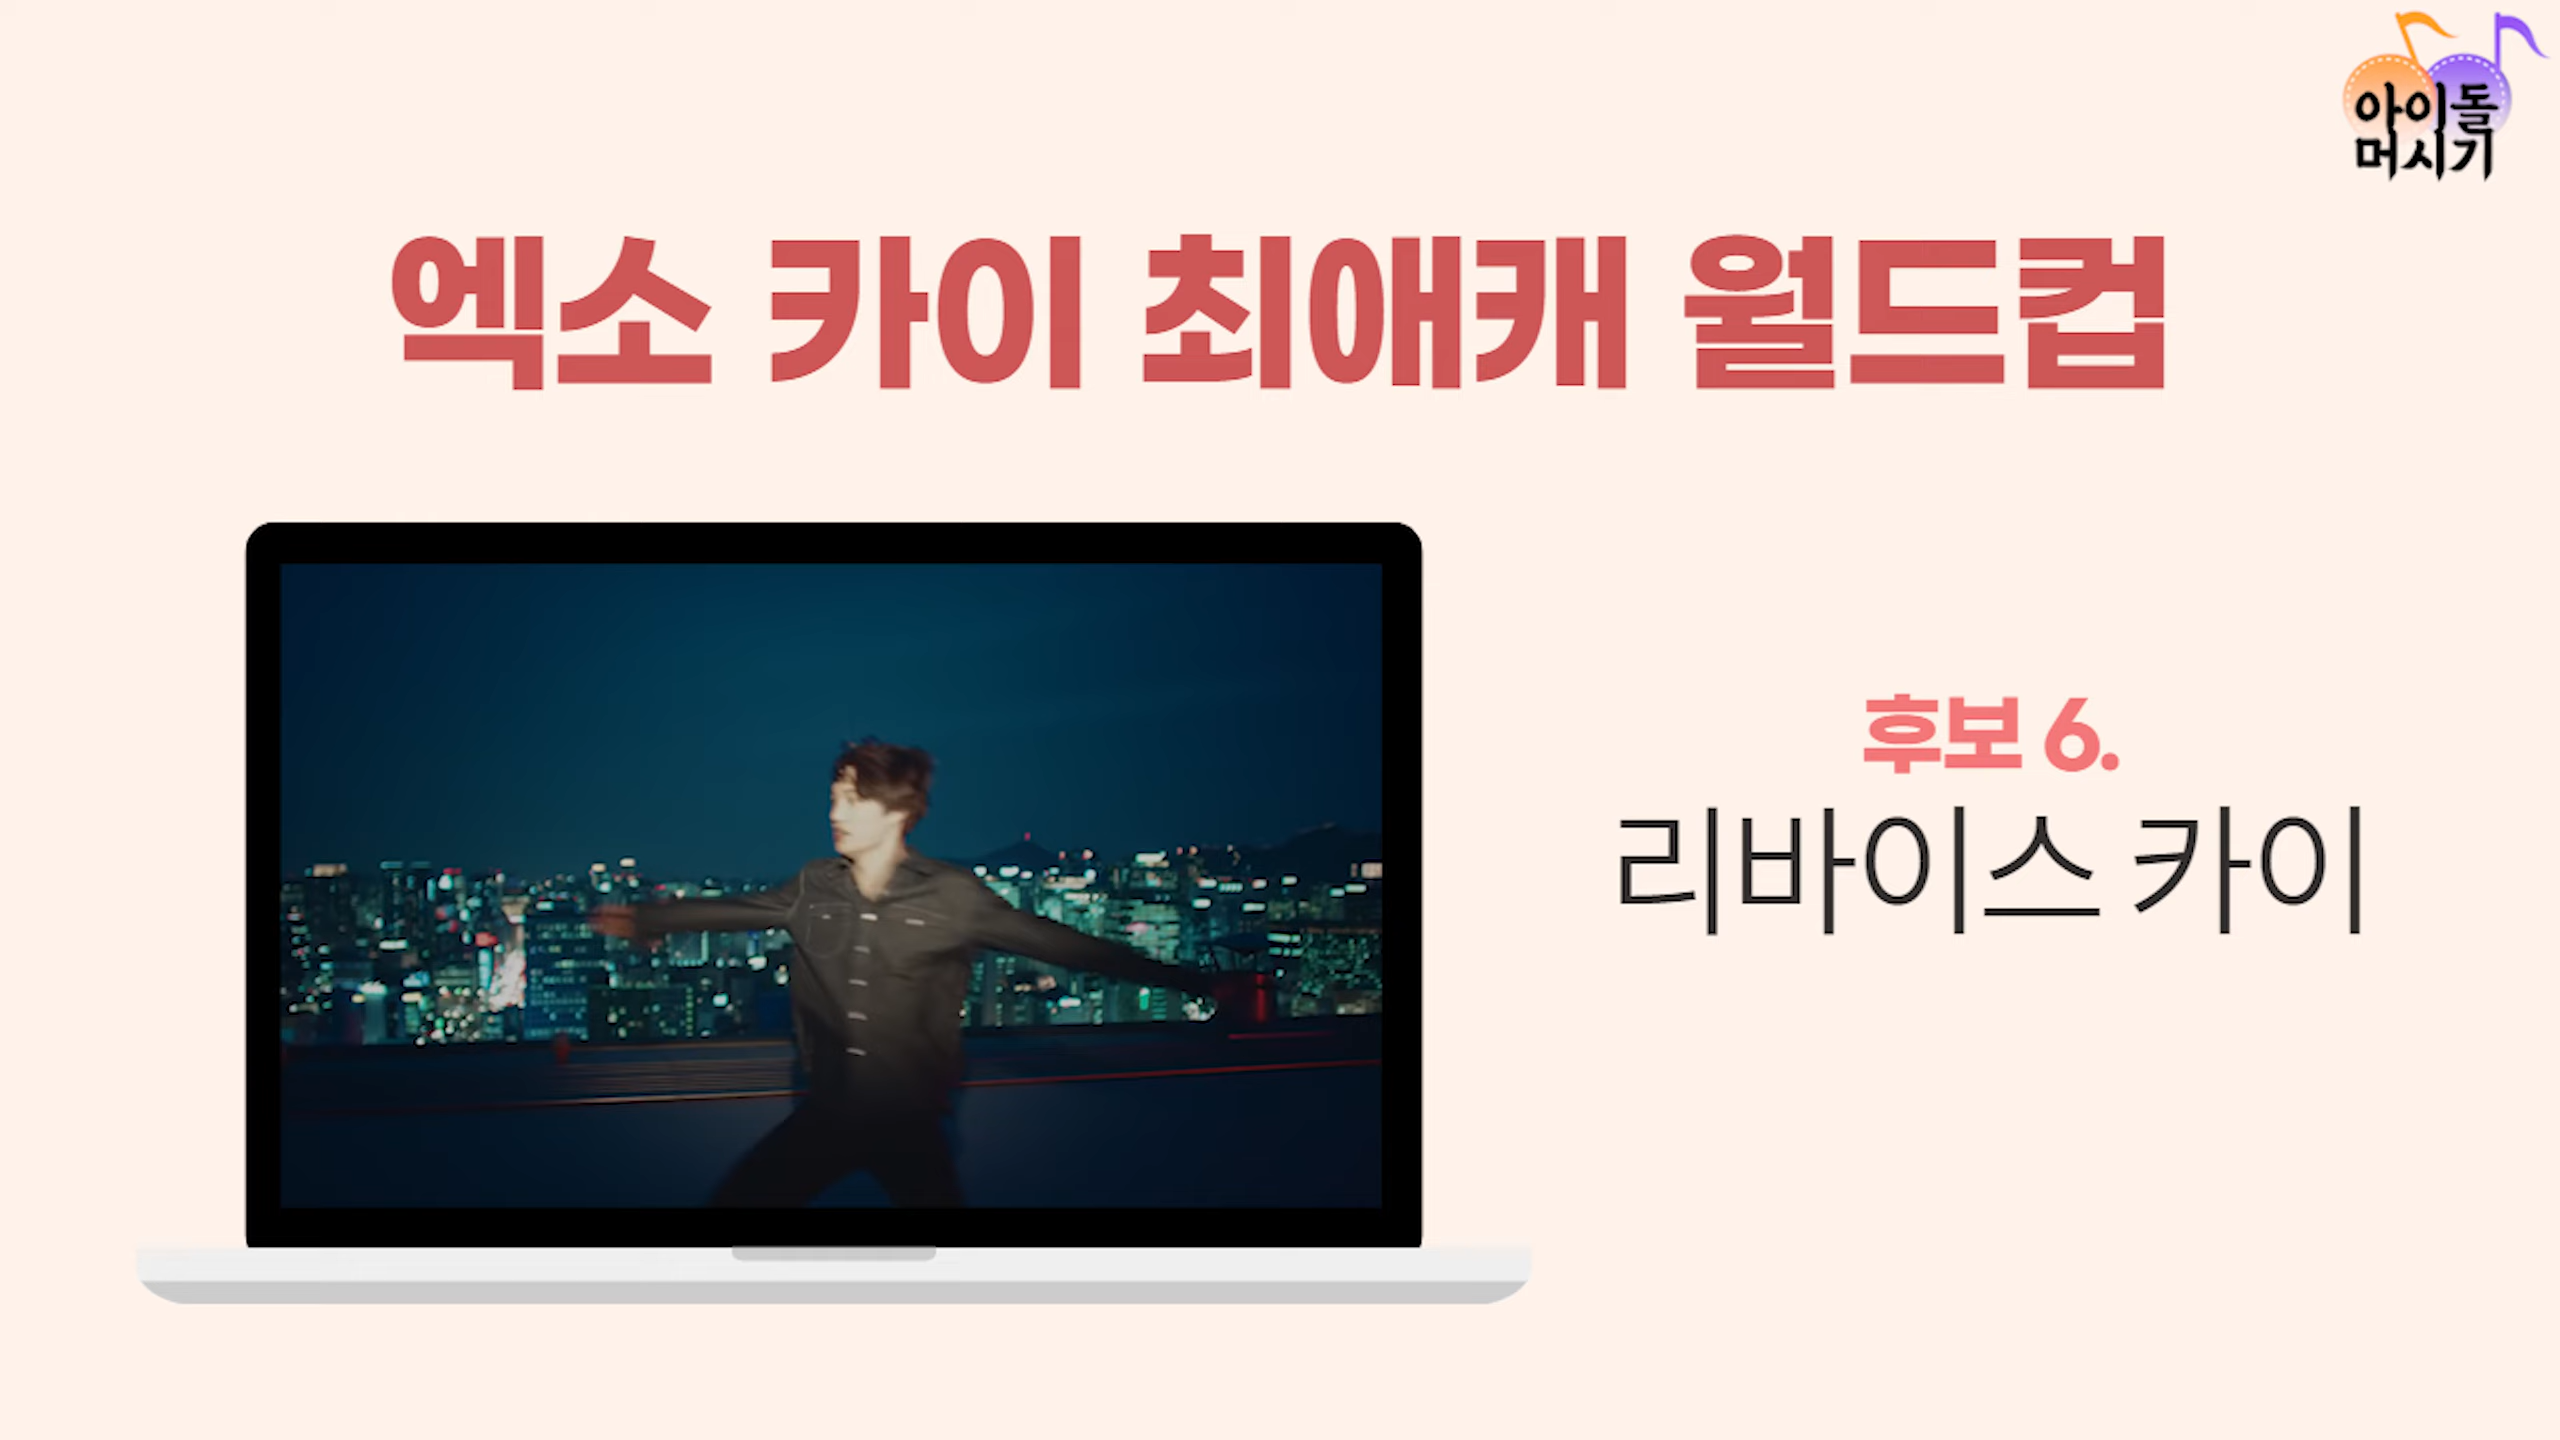 아이돌
머시기
엑소 카이 최애캐 월드컵
후보 6.
리바이스 카이